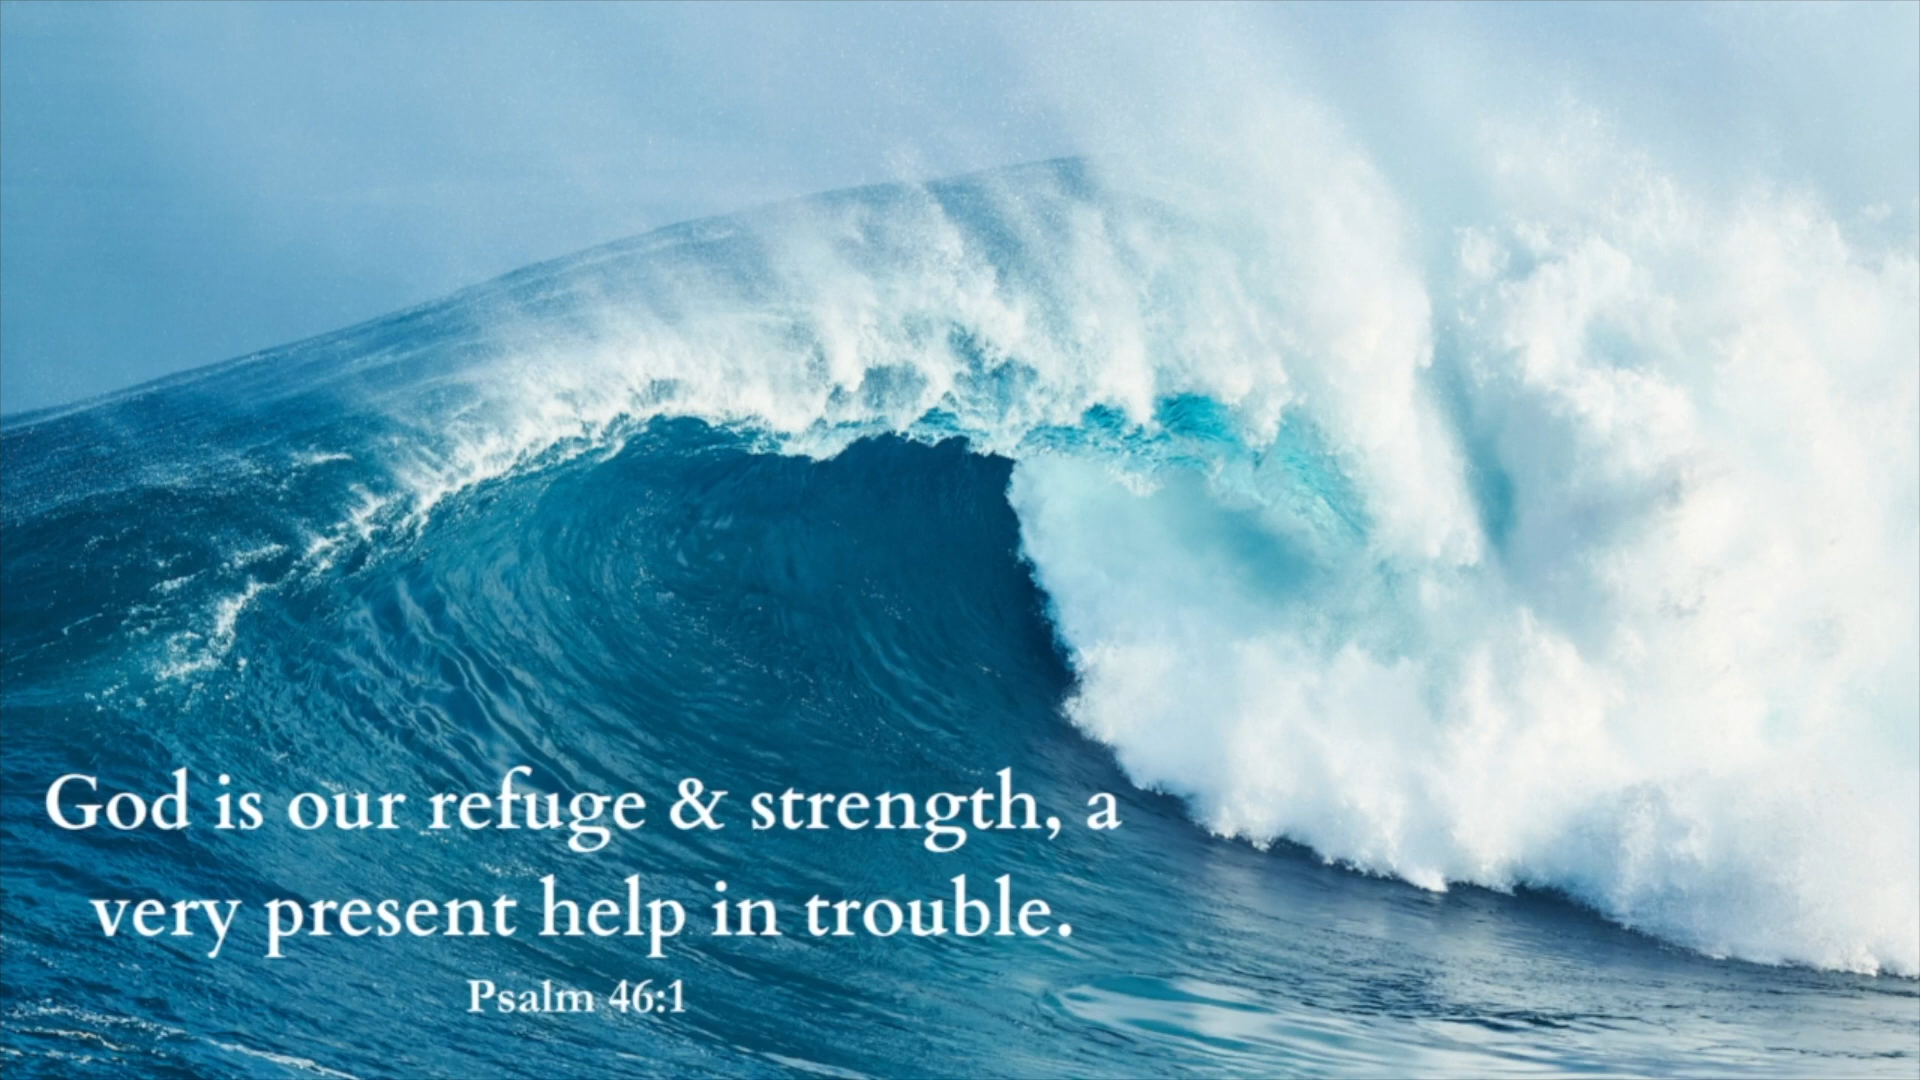 God is our refuge & strength, a
very present help in trouble.
Psalm 46:1